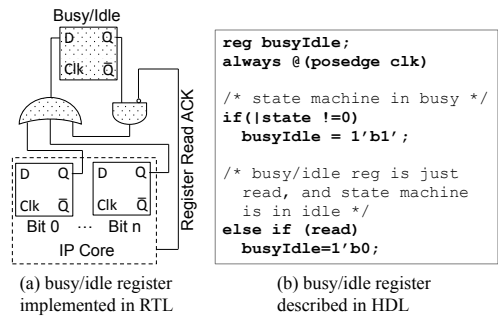 Busy/Idle
D Q
Clk Q̅
Register Read ACK
D Q D Q
Clk Q̅ Clk Q̅
Bit 0 ... Bit n
IP Core
(a) busy/idle register
implemented in RTL
reg busyIdle;
always @(posedge clk)
/* state machine in busy */
if(|state !=0)
busyIdle = 1’b1’;
/* busy/idle reg is just
read, and state machine
is in idle */
else if (read)
busyIdle=1’b0;
(b) busy/idle register
described in HDL